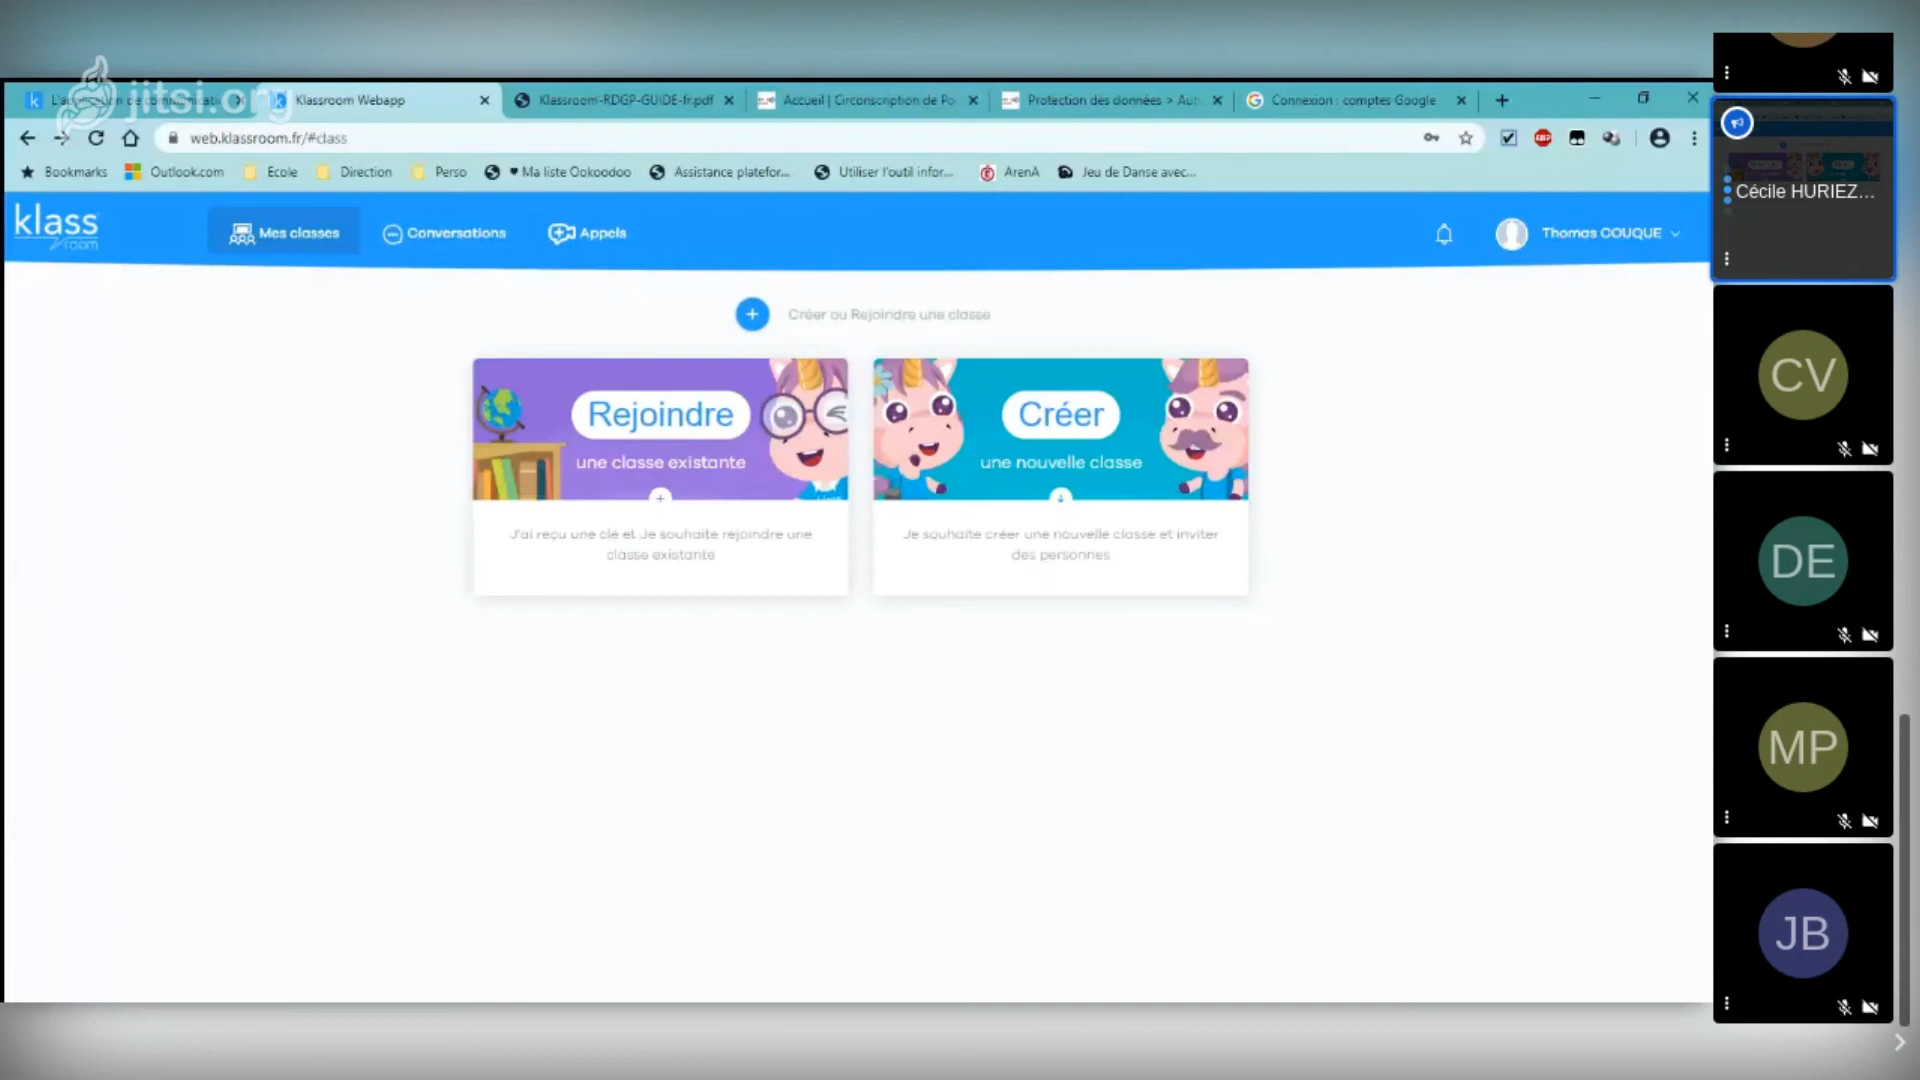 jitsi.org
Klassroom Webapp
Klassroom-RDGP-GUIDE-fr.pdf
Accueil | Circonscription de Po
Protection des données > Aut
Connexion : comptes Google
web.klassroom.fr/#class
ABP
Bookmarks
Outlook.com
Ecole
Direction
Perso
♥ Ma liste Ookoodoo
Assistance platefor...
Utiliser l'outil infor...
ArenA
Jeu de Danse avec...
klass
room
Mes classes
Conversations
Appels
Thomas COUQUE
Créer ou Rejoindre une classe
Rejoindre
une classe existante
J'ai reçu une clé et Je souhaite rejoindre une
classe existante
Créer
une nouvelle classe
Je souhaite créer une nouvelle classe et inviter
des personnes
Cécile HURIEZ...
CV
DE
MP
JB